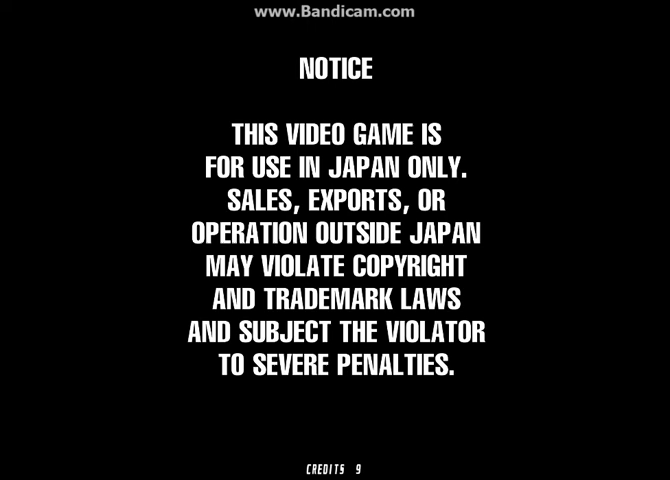 www.Bandicam.com
NOTICE
THIS VIDEO GAME IS
FOR USE IN JAPAN ONLY.
SALES, EXPORTS, OR
OPERATION OUTSIDE JAPAN
MAY VIOLATE COPYRIGHT
AND TRADEMARK LAWS
AND SUBJECT THE VIOLATOR
TO SEVERE PENALTIES.
CREDITS 9